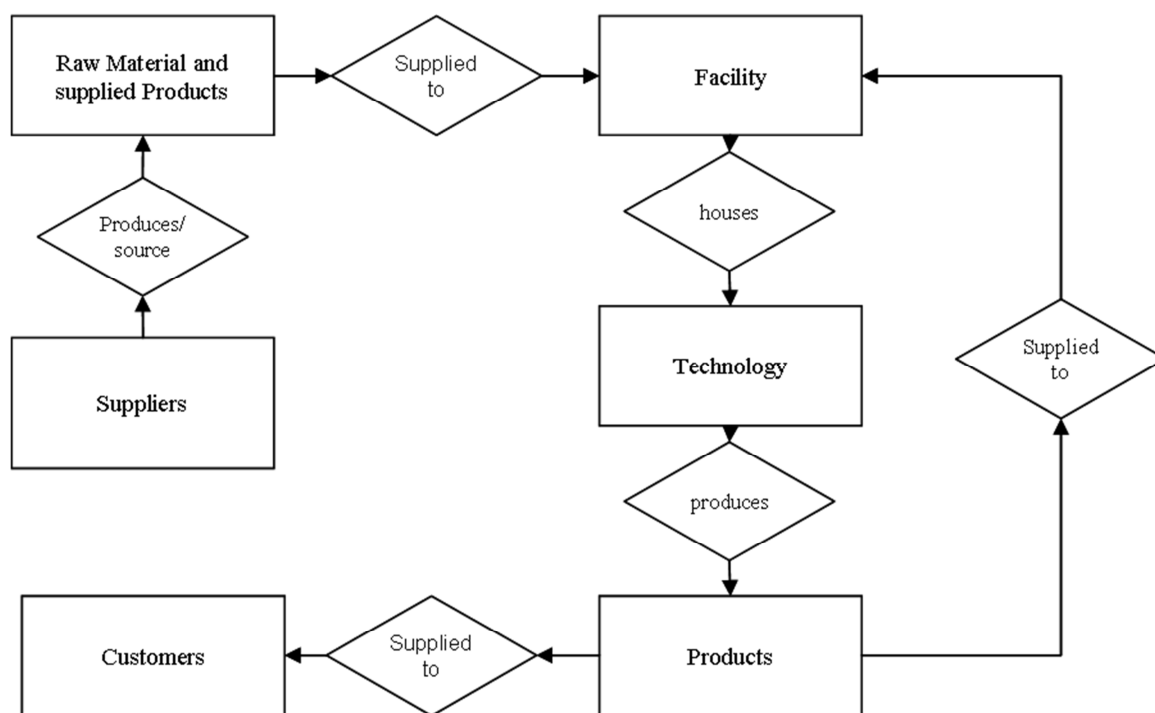 Raw Material and
supplied Products
Supplied
to
Facility
Produces/
source
houses
Suppliers
Technology
Supplied
to
produces
Customers
Supplied
to
Products